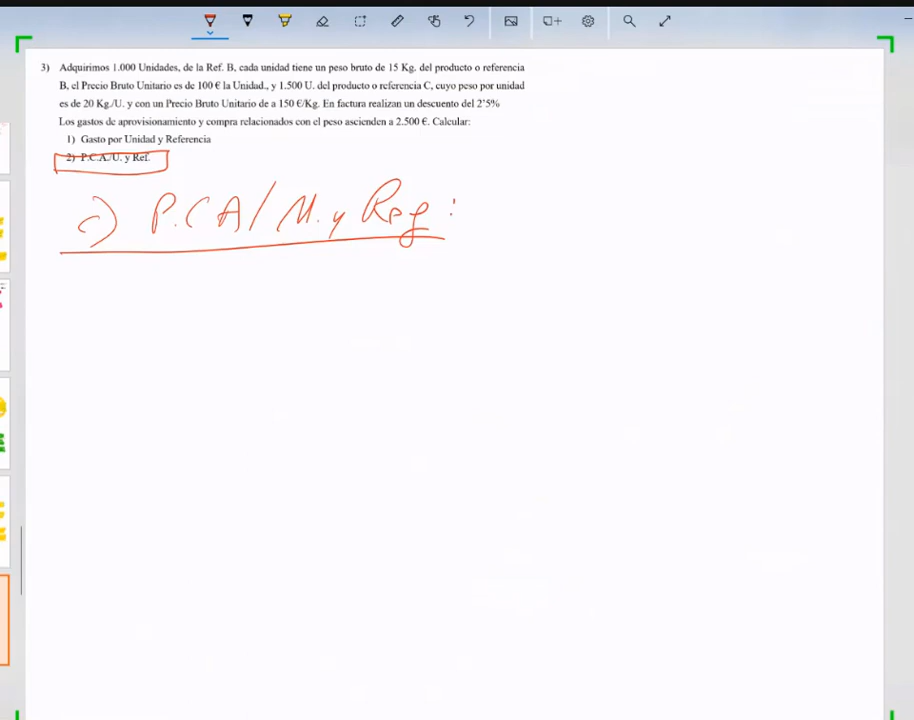 3) Adquirimos 1.000 Unidades, de la Ref. B, cada unidad tiene un peso bruto de 15 Kg. del producto o referencia
B, el Precio Bruto Unitario es de 100 € la Unidad., y 1.500 U. del producto o referencia C, cuyo peso por unidad
es de 20 Kg./U. y con un Precio Bruto Unitario de a 150 €/Kg. En factura realizan un descuento del 2'5%
Los gastos de aprovisionamiento y compra relacionados con el peso ascienden a 2.500 €. Calcular:
1) Gasto por Unidad y Referencia
2) P.C.A./U. y Ref.
c) P.C A/ U. y Ref :